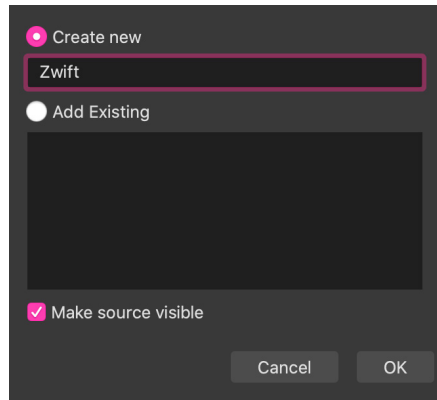 Create new
Zwift
Add Existing
Make source visible
Cancel OK